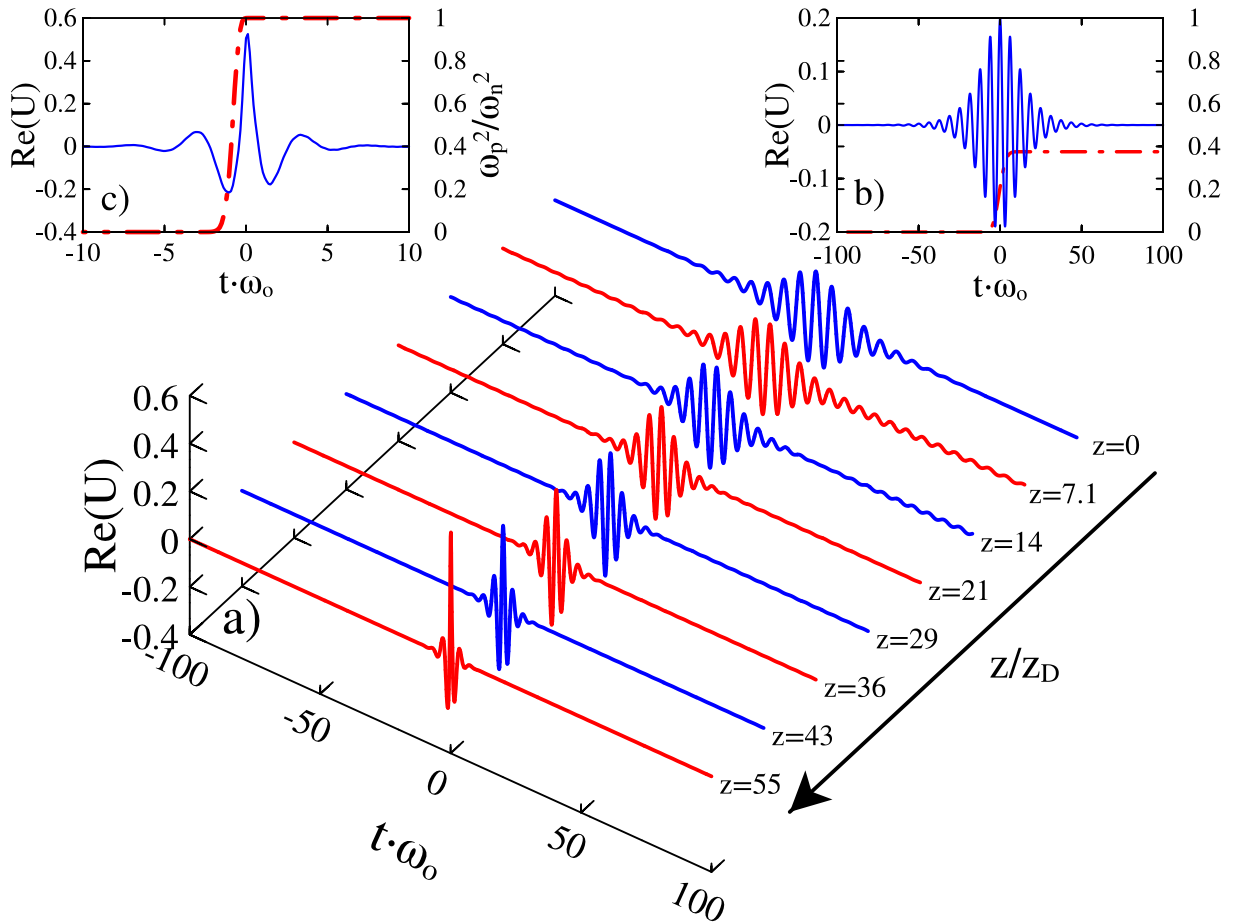 0.6
0.4
0.2
0
-0.2
-0.4
Re(U)
1
0.8
0.6
0.4
0.2
0
ωp²/ωn²
c)
-10
-5
0
5
10
t·ωo
0.2
0.1
0
-0.1
-0.2
Re(U)
1
0.8
0.6
0.4
0.2
0
b)
-100
-50
0
50
100
t·ωo
0.6
0.4
0.2
0
-0.2
-0.4
Re(U)
a)
-100
-50
0
50
100
t·ωo
z=0
z=7.1
z=14
z=21
z=29
z=36
z=43
z=55
z/zD